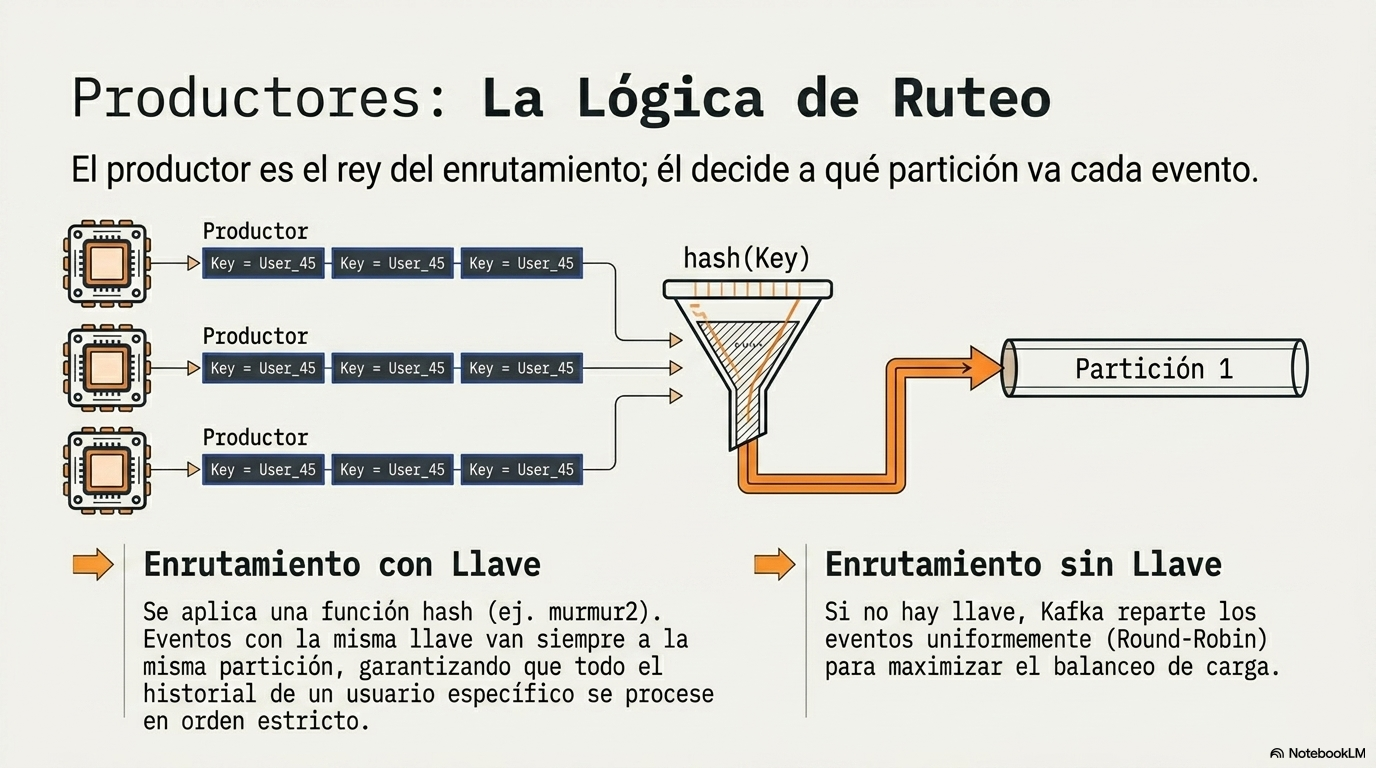 Productores: La Lógica de Ruteo
El productor es el rey del enrutamiento; él decide a qué partición va cada evento.
Productor
Key = User_45 Key = User_45 Key = User_45
Productor
Key = User_45 Key = User_45 Key = User_45
Productor
Key = User_45 Key = User_45 Key = User_45
hash(Key)
Partición 1
Enrutamiento con Llave
Se aplica una función hash (ej. murmur2).
Eventos con la misma llave van siempre a la
misma partición, garantizando que todo el
historial de un usuario específico se procese
en orden estricto.
Enrutamiento sin Llave
Si no hay llave, Kafka reparte los
eventos uniformemente (Round-Robin)
para maximizar el balanceo de carga.
NotebookLM